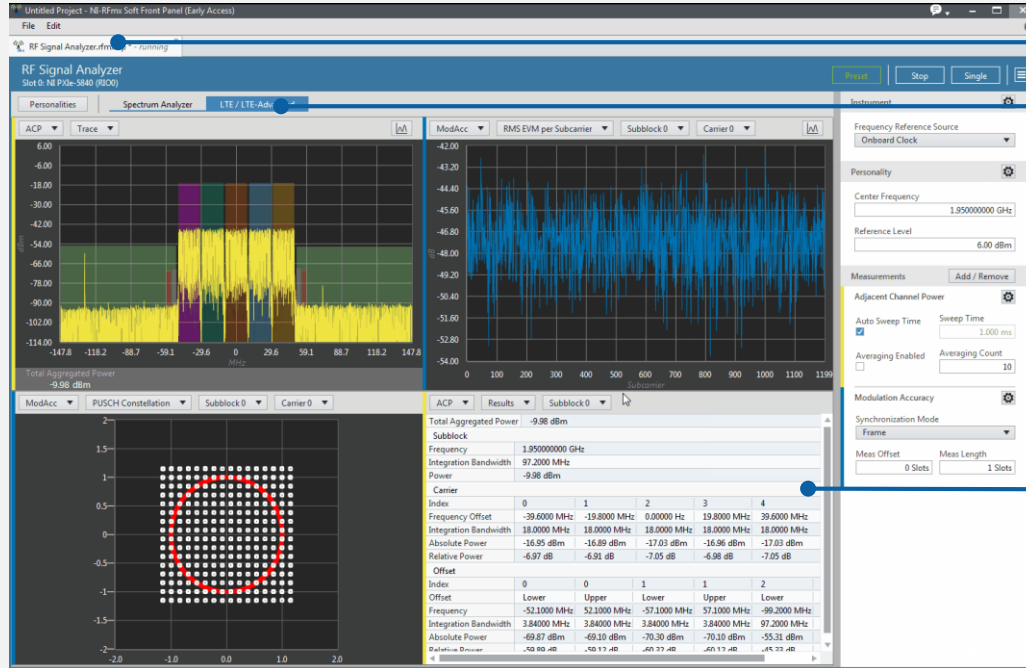 Untitled Project - NI-RFmx Soft Front Panel (Early Access)
File Edit
RF Signal Analyzer.rfm - running
RF Signal Analyzer
Slot 0: NI PXIe-5840 (RIO0)
Preset Stop Single
Personalities Spectrum Analyzer LTE / LTE-Adv
Instrument
ACP Trace
ModAcc RMS EVM per Subcarrier Subblock 0 Carrier 0
Frequency Reference Source
Onboard Clock
Personality
Center Frequency
1.950000000 GHz
Reference Level
6.00 dBm
Measurements Add / Remove
Adjacent Channel Power
Auto Sweep Time Sweep Time
1.000 ms
Averaging Enabled Averaging Count
10
Modulation Accuracy
Synchronization Mode
Frame
Meas Offset Meas Length
0 Slots 1 Slots
6.00
-6.00
-18.00
-30.00
-42.00
-54.00
-66.00
-78.00
-90.00
-102.00
-114.00
dBm
-147.8 -118.2 -88.7 -59.1 -29.6 0 29.6 59.1 88.7 118.2 147.8
MHz
Total Aggregated Power
-9.98 dBm
-42.00
-43.20
-44.40
-45.60
-46.80
-48.00
-49.20
-50.40
-51.60
-52.80
-54.00
dB
0 100 200 300 400 500 600 700 800 900 1000 1100 1199
Subcarrier
ModAcc PUSCH Constellation Subblock 0 Carrier 0
2
1.5
1
0.5
0
-0.5
-1
-1.5
-2
-2.0 -1.0 0.0 1.0 2.0
ACP Results Subblock 0
Total Aggregated Power -9.98 dBm
Subblock
Frequency 1.950000000 GHz
Integration Bandwidth 97.2000 MHz
Power -9.98 dBm
Carrier
Index 0 1 2 3 4
Frequency Offset -39.6000 MHz -19.8000 MHz 0.00000 Hz 19.8000 MHz 39.6000 MHz
Integration Bandwidth 18.0000 MHz 18.0000 MHz 18.0000 MHz 18.0000 MHz 18.0000 MHz
Absolute Power -16.95 dBm -16.89 dBm -17.03 dBm -16.96 dBm -17.03 dBm
Relative Power -6.97 dB -6.91 dB -7.05 dB -6.98 dB -7.05 dB
Offset
Index 0 0 1 1 2
Offset Lower Upper Lower Upper Lower
Frequency -52.1000 MHz 52.1000 MHz -57.1000 MHz 57.1000 MHz -99.2000 MHz
Integration Bandwidth 3.84000 MHz 3.84000 MHz 3.84000 MHz 3.84000 MHz 97.2000 MHz
Absolute Power -69.87 dBm -69.10 dBm -70.30 dBm -70.10 dBm -55.31 dBm
Relative Power -59.89 dB -59.12 dB -60.32 dB -60.12 dB -45.33 dB